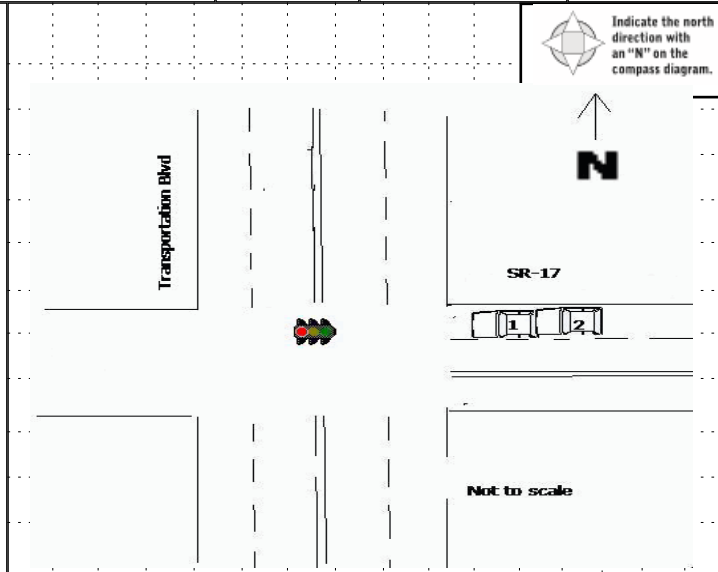 Indicate the north
direction with
an “N” on the
compass diagram.
N
Transportation Blvd
SR-17
1
2
Not to scale